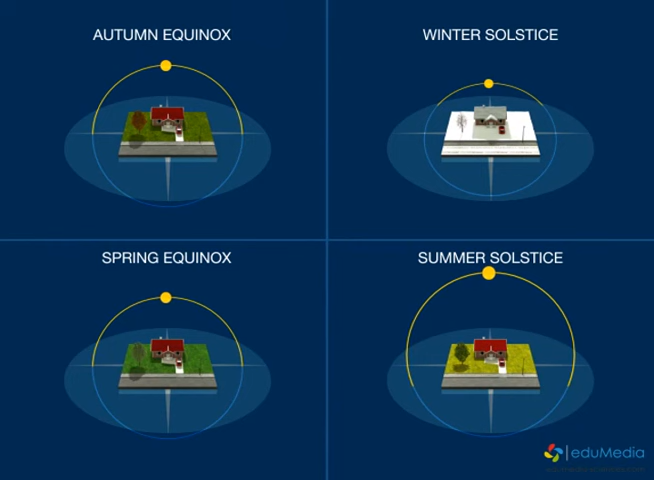 AUTUMN EQUINOX
WINTER SOLSTICE
SPRING EQUINOX
SUMMER SOLSTICE
eduMedia